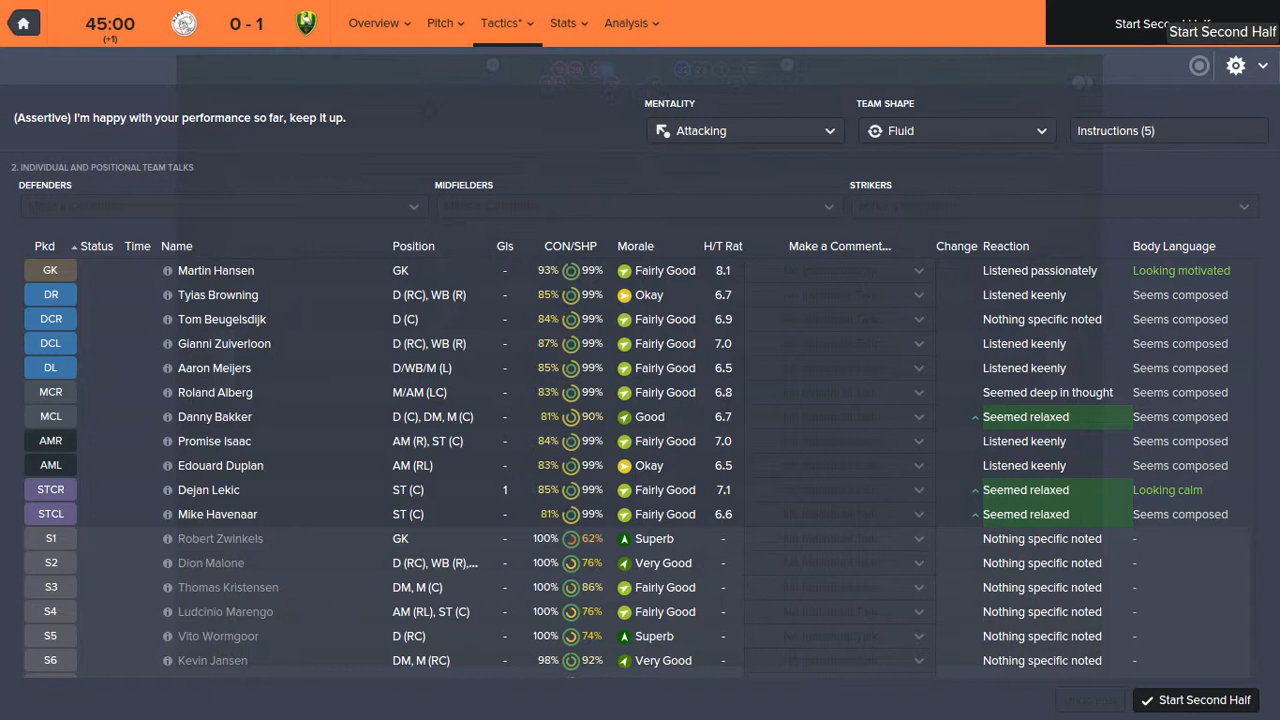 45:00
(+1)
0 - 1
Overview
Pitch
Tactics*
Stats
Analysis
Start Second Half
Start Second Half
(Assertive) I'm happy with your performance so far, keep it up.
MENTALITY
Attacking
TEAM SHAPE
Fluid
Instructions (5)
2. INDIVIDUAL AND POSITIONAL TEAM TALKS
DEFENDERS MIDFIELDERS STRIKERS
Pkd Status Time Name Position Gls CON/SHP Morale H/T Rat Make a Comment... Change Reaction Body Language
GK Martin Hansen GK - 93% 99% Fairly Good 8.1 Listened passionately Looking motivated
DR Tyias Browning D (RC), WB (R) - 85% 99% Okay 6.7 Listened keenly Seems composed
DCR Tom Beugelsdijk D (C) - 84% 99% Fairly Good 6.9 Nothing specific noted Seems composed
DCL Gianni Zuiverloon D (RC), WB (R) - 87% 99% Fairly Good 7.0 Listened keenly Seems composed
DL Aaron Meijers D/WB/M (L) - 85% 99% Fairly Good 6.5 Listened keenly Seems composed
MCR Roland Alberg M/AM (LC) - 83% 99% Fairly Good 6.8 Seemed deep in thought Seems composed
MCL Danny Bakker D (C), DM, M (C) - 81% 90% Good 6.7 Seemed relaxed Seems composed
AMR Promise Isaac AM (R), ST (C) - 84% 99% Fairly Good 7.0 Listened keenly Seems composed
AML Edouard Duplan AM (RL) - 83% 99% Okay 6.5 Listened keenly Seems composed
STCR Dejan Lekic ST (C) 1 85% 99% Fairly Good 7.1 Seemed relaxed Looking calm
STCL Mike Havenaar ST (C) - 81% 99% Fairly Good 6.6 Seemed relaxed Seems composed
S1 Robert Zwinkels GK - 100% 62% Superb - Nothing specific noted -
S2 Dion Malone D (RC), WB (R),... - 100% 76% Very Good - Nothing specific noted -
S3 Thomas Kristensen DM, M (C) - 100% 86% Fairly Good - Nothing specific noted -
S4 Ludcinio Marengo AM (RL), ST (C) - 100% 76% Fairly Good - Nothing specific noted -
S5 Vito Wormgoor D (RC) - 100% 74% Superb - Nothing specific noted -
S6 Kevin Jansen DM, M (RC) - 98% 92% Very Good - Nothing specific noted -
Start Second Half